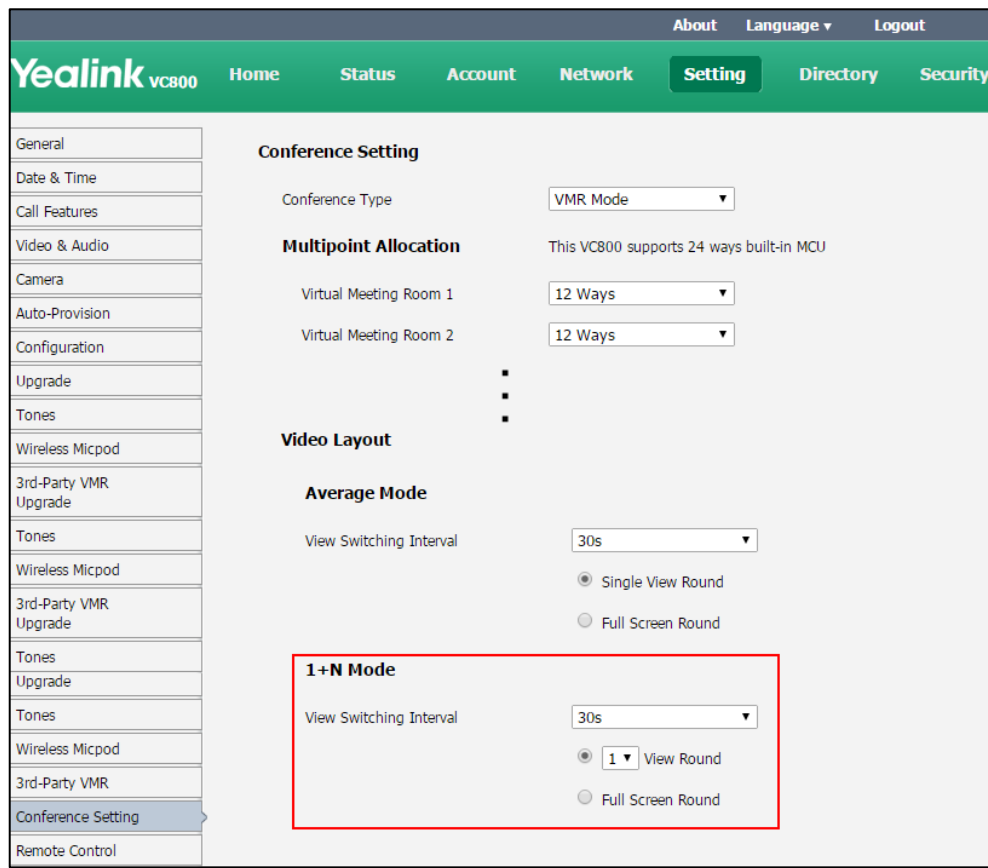 About Language ▾ Logout
Yealink VC800 Home Status Account Network Setting Directory Security
General
Date & Time
Call Features
Video & Audio
Camera
Auto-Provision
Configuration
Upgrade
Tones
Wireless Micpod
3rd-Party VMR
Upgrade
Tones
Wireless Micpod
3rd-Party VMR
Upgrade
Tones
Upgrade
Tones
Wireless Micpod
3rd-Party VMR
Conference Setting
Remote Control
Conference Setting
Conference Type VMR Mode
Multipoint Allocation This VC800 supports 24 ways built-in MCU
Virtual Meeting Room 1 12 Ways
Virtual Meeting Room 2 12 Ways
Video Layout
Average Mode
View Switching Interval 30s
Single View Round
Full Screen Round
1+N Mode
View Switching Interval 30s
1 View Round
Full Screen Round